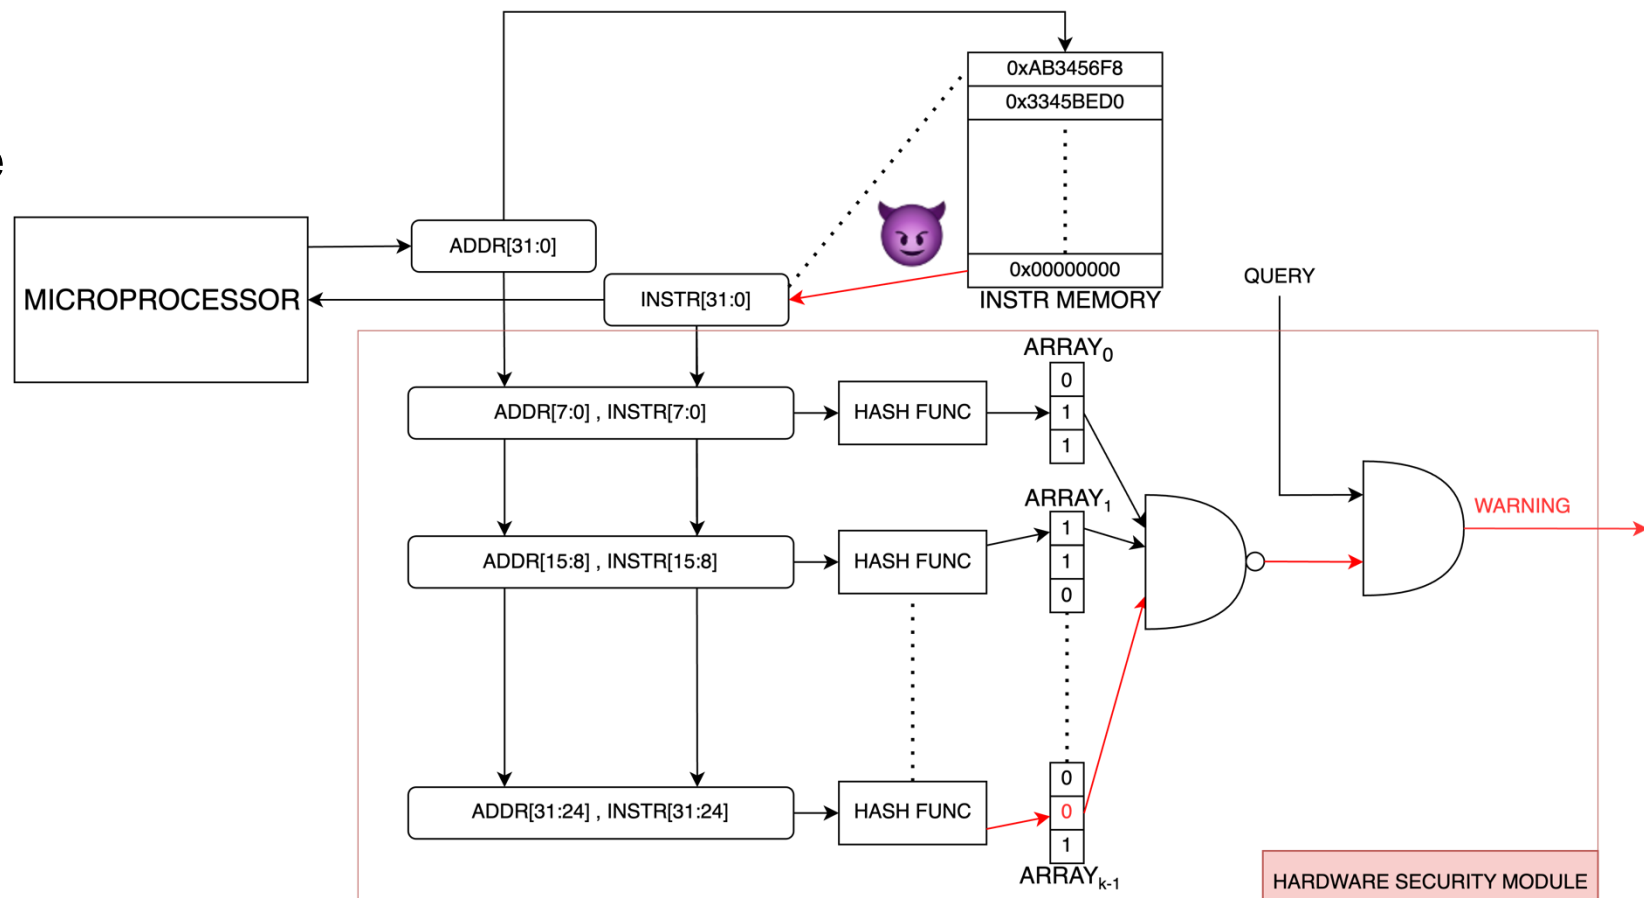 0xAB3456F8
0x3345BED0
e
ADDR[31:0]
MICROPROCESSOR
INSTR[31:0]
0x00000000
INSTR MEMORY
QUERY
ARRAY0
0
ADDR[7:0] , INSTR[7:0]
HASH FUNC
1
1
ARRAY1
1
WARNING
ADDR[15:8] , INSTR[15:8]
HASH FUNC
1
0
0
ADDR[31:24] , INSTR[31:24]
HASH FUNC
0
1
ARRAYk-1
HARDWARE SECURITY MODULE